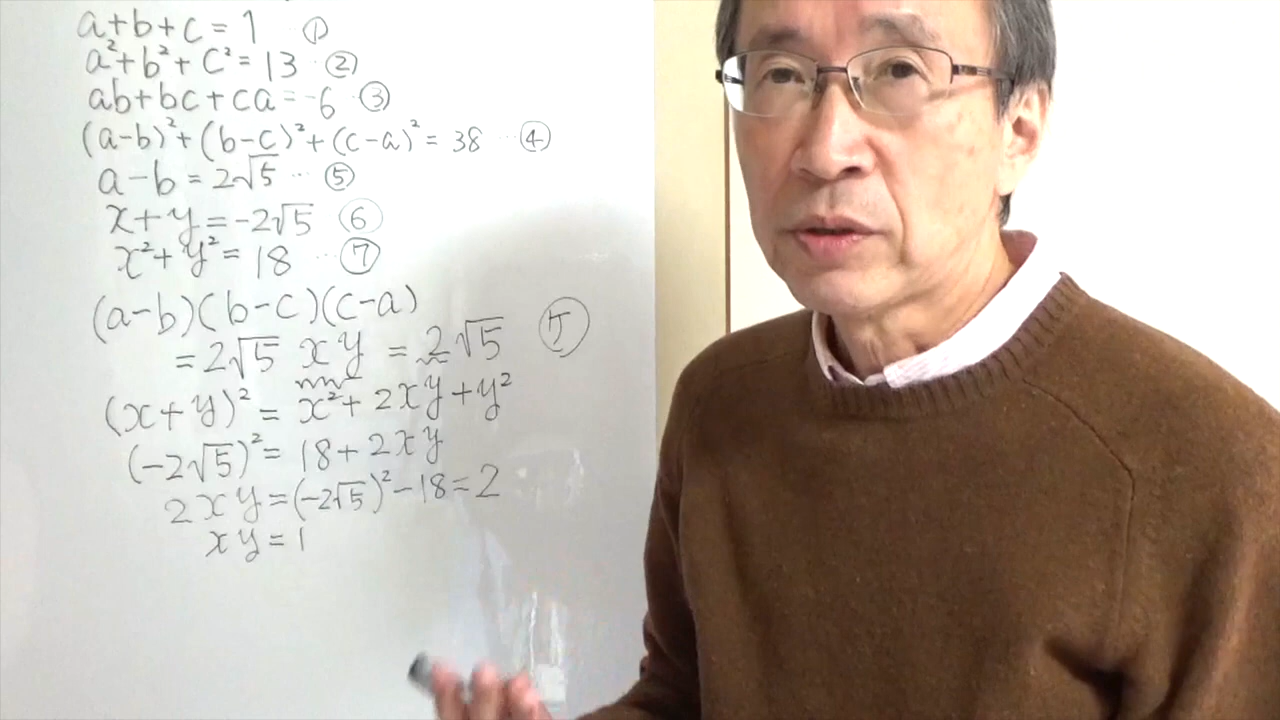 a+b+c=1 ①
a²+b²+c²=13 ··②
ab+bc+ca=-6 ·③
(a-b)²+(b-c)²+(c-a)²=38 ···④
a-b=2√5 ··· ⑤
x+y=-2√5 ⑥
x²+y²=18 ···⑦
(a-b)(b-c)(c-a)
=2√5 xy =2√5
(x+y)²=x²+2xy+y²
(-2√5)²=18+2xy
2xy=(-2√5)²-18=2
xy=1